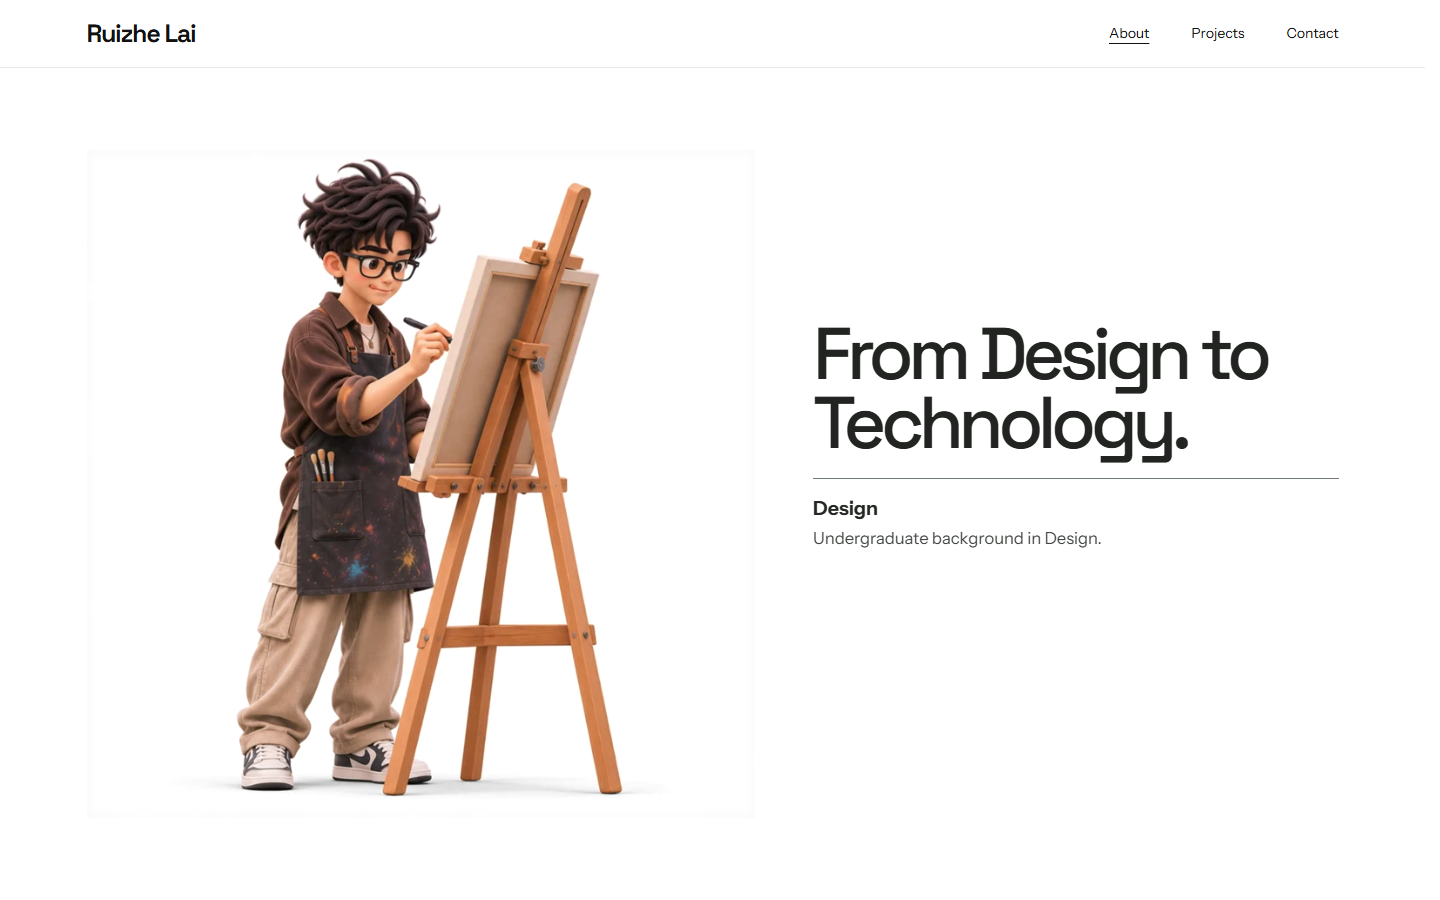 Ruizhe Lai
About
Projects
Contact
From Design to
Technology.
Design
Undergraduate background in Design.